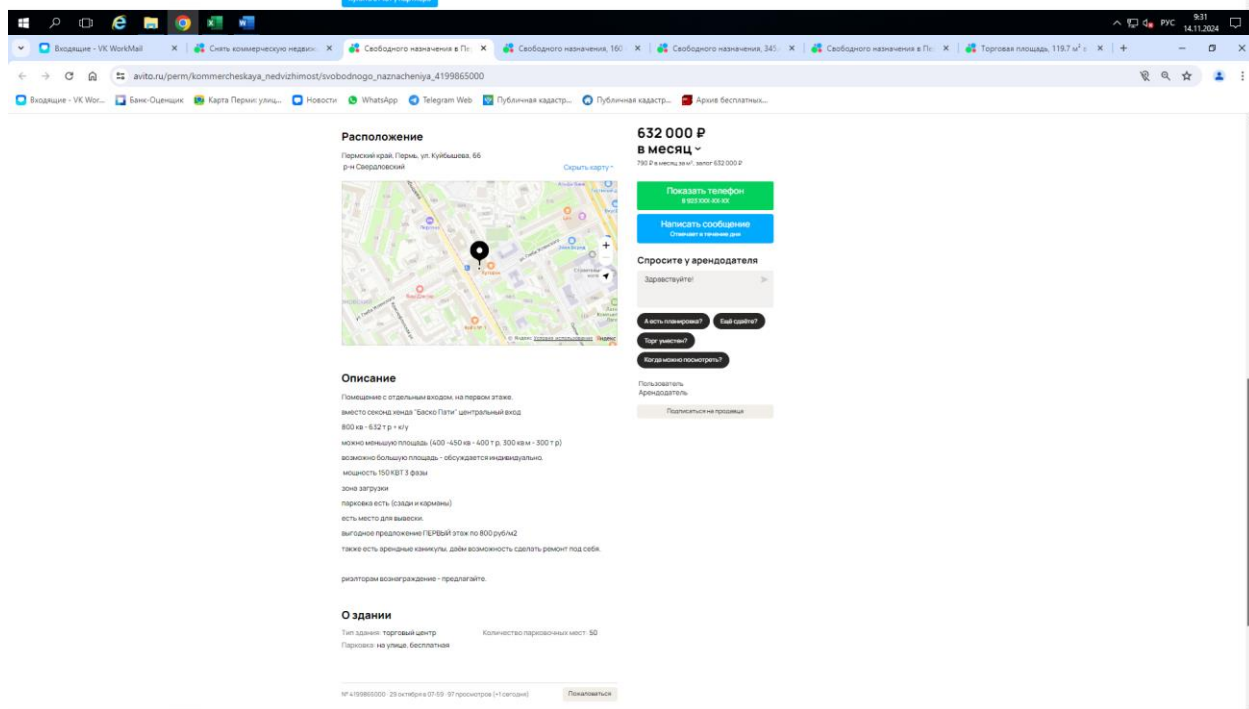 9:31
РУС
14.11.2024
Входящие - VK WorkMail
Снять коммерческую недвиж
Свободного назначения в Пе
Свободного назначения, 160
Свободного назначения, 345
Свободного назначения в Пе
Торговая площадь, 119.7 м²
avito.ru/perm/kommercheskaya_nedvizhimost/svobodnogo_naznacheniya_4199865000
Входящие - VK Wor...
Банк-Оценщик
Карта Перми: улиц...
Новости
WhatsApp
Telegram Web
Публичная кадастр...
Публичная кадастр...
Архив бесплатных...
Расположение
Пермский край, Пермь, ул. Куйбышева, 66
р-н Свердловский
Скрыть карту
© Яндекс Условия использования Яндекс
Описание
Помещение с отдельным входом. на первом этаже.
вместо секонд хенда "Баско Пати" центральный вход
800 кв - 632 т р + к/у
можно меньшую площадь (400 -450 кв - 400 т р, 300 кв м - 300 т р)
возможно большую площадь - обсуждается индивидуально.
мощность 150 КВТ 3 фазы
зона загрузки
парковка есть (сзади и карманы)
есть место для вывески.
выгодное предложение ПЕРВЫЙ этаж по 800 руб/м2
также есть арендные каникулы. даём возможность сделать ремонт под себя.
риэлторам вознаграждение - предлагайте.
О здании
Тип здания: торговый центр
Количество парковочных мест: 50
Парковка: на улице, бесплатная
№ 4199865000 · 29 октября в 07:59 · 97 просмотров (+1 сегодня)
Пожаловаться
632 000 ₽
в месяц
790 ₽ в месяц за м², залог 632 000 ₽
Показать телефон
8 923 XXX-XX-XX
Написать сообщение
Отвечает в течение дня
Спросите у арендодателя
Здравствуйте!
А есть планировка?
Ещё сдаёте?
Торг уместен?
Когда можно посмотреть?
Пользователь
Арендодатель
Подписаться на продавца